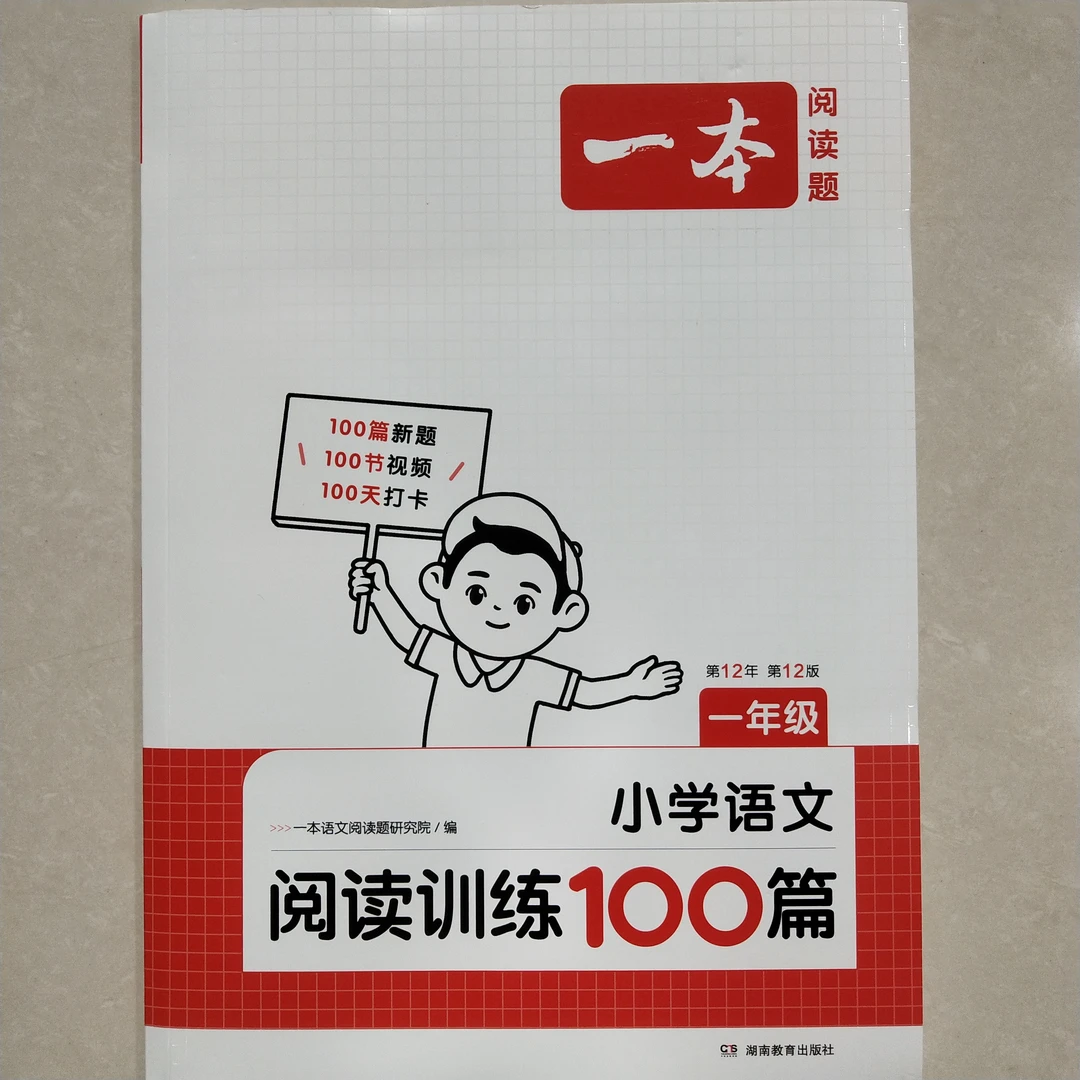 一本
阅读题
100篇新题
100节视频
100天打卡
第12年 第12版
一年级
小学语文
>>>一本语文阅读题研究院 / 编
阅读训练100篇
湖南教育出版社